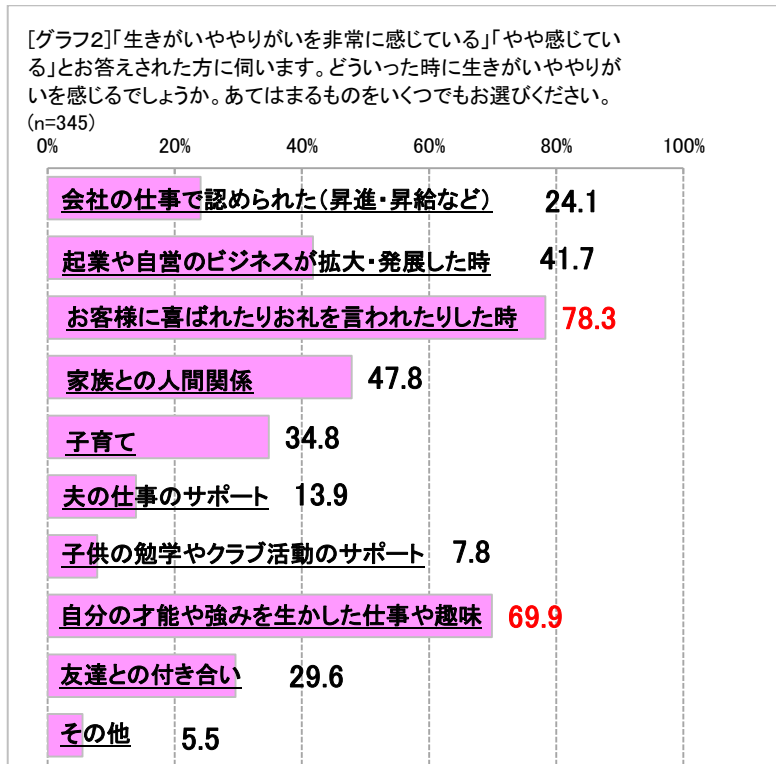 [グラフ2]「生きがいややりがいを非常に感じている」「やや感じてい
る」とお答えされた方に伺います。どういった時に生きがいややりが
いを感じるでしょうか。あてはまるものをいくつでもお選びください。
(n=345)
0% 20% 40% 60% 80% 100%
会社の仕事で認められた(昇進・昇給など) 24.1
起業や自営のビジネスが拡大・発展した時 41.7
お客様に喜ばれたりお礼を言われたりした時 78.3
家族との人間関係 47.8
子育て 34.8
夫の仕事のサポート 13.9
子供の勉学やクラブ活動のサポート 7.8
自分の才能や強みを生かした仕事や趣味 69.9
友達との付き合い 29.6
その他 5.5